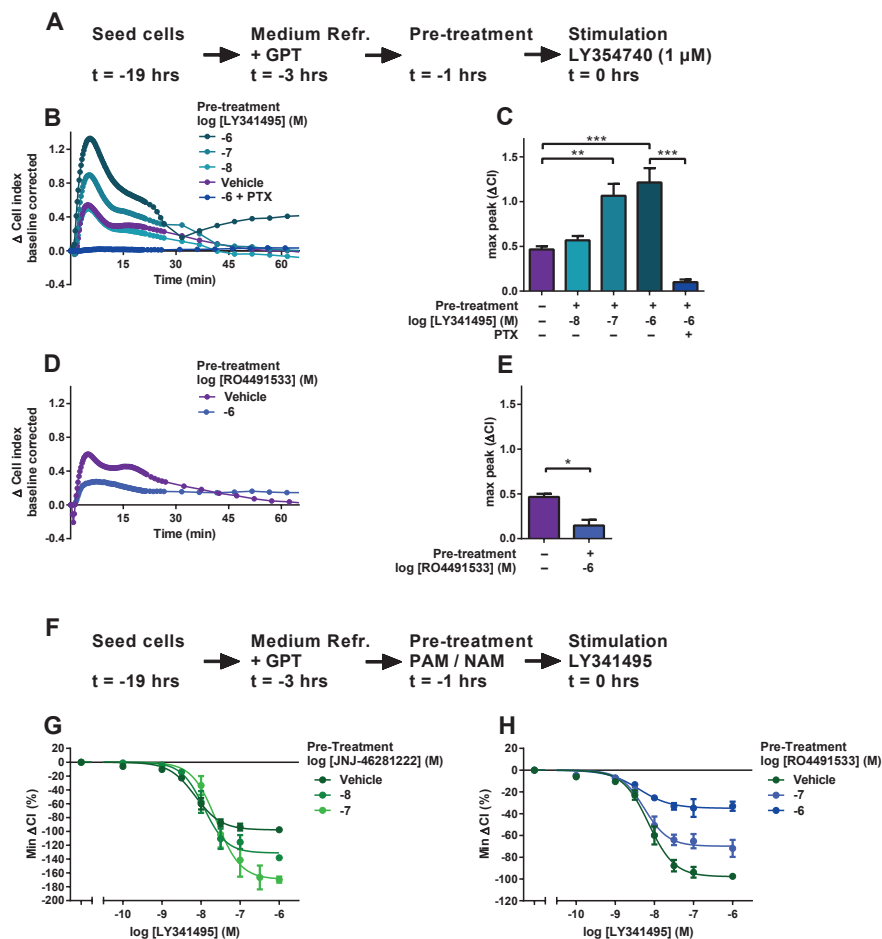 A
Seed cells
t = -19 hrs
Medium Refr.
+ GPT
t = -3 hrs
Pre-treatment
t = -1 hrs
Stimulation
LY354740 (1 µM)
t = 0 hrs
B
Pre-treatment
log [LY341495] (M)
-6
-7
-8
Vehicle
-6 + PTX
Δ Cell index
baseline corrected
1.2
0.8
0.4
0.0
-0.4
15 30 45 60
Time (min)
C
max peak (ΔCI)
1.5
1.0
0.5
0.0
***
** ***
Pre-treatment – + + + +
log [LY341495] (M) – -8 -7 -6 -6
PTX – – – – +
D
Pre-treatment
log [RO4491533] (M)
Vehicle
-6
Δ Cell index
baseline corrected
1.2
0.8
0.4
0.0
-0.4
15 30 45 60
Time (min)
E
max peak (ΔCI)
1.5
1.0
0.5
0.0
*
Pre-treatment – +
log [RO4491533] (M) – -6
F
Seed cells
t = -19 hrs
Medium Refr.
+ GPT
t = -3 hrs
Pre-treatment
PAM / NAM
t = -1 hrs
Stimulation
LY341495
t = 0 hrs
G
Pre-Treatment
log [JNJ-46281222] (M)
Vehicle
-8
-7
Min ΔCI (%)
20
0
-20
-40
-60
-80
-100
-120
-140
-160
-180
-200
-10 -9 -8 -7 -6
log [LY341495] (M)
H
Pre-Treatment
log [RO4491533] (M)
Vehicle
-7
-6
Min ΔCI (%)
20
0
-20
-40
-60
-80
-100
-120
-10 -9 -8 -7 -6
log [LY341495] (M)